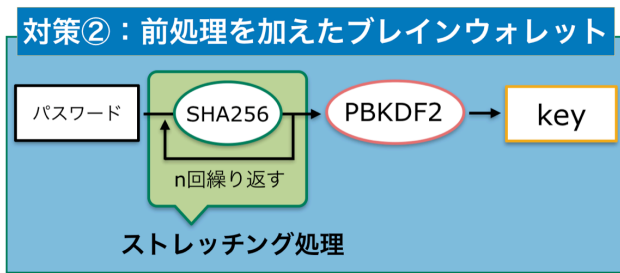 対策②：前処理を加えたブレインウォレット
パスワード
SHA256
PBKDF2
key
n回繰り返す
ストレッチング処理